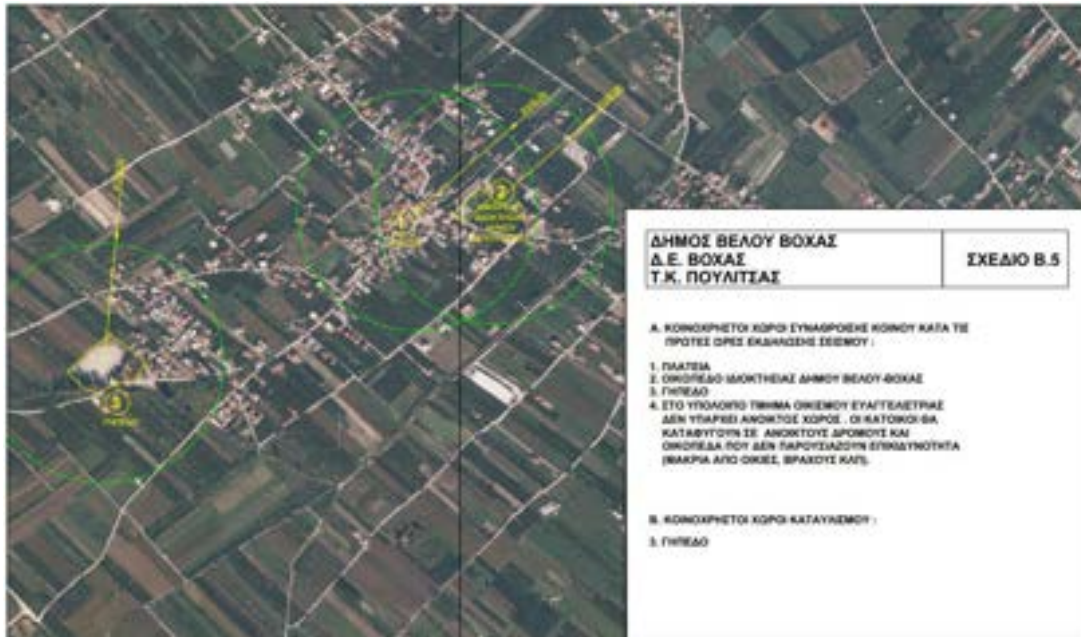 ΔΗΜΟΣ ΒΕΛΟΥ ΒΟΧΑΣ
Δ.Ε. ΒΟΧΑΣ
Τ.Κ. ΠΟΥΛΙΤΣΑΣ
ΣΧΕΔΙΟ Β.5
Α. ΚΟΙΝΟΧΡΗΣΤΟΙ ΧΩΡΟΙ ΣΥΝΑΘΡΟΙΣΗΣ ΚΟΙΝΟΥ ΚΑΤΑ ΤΙΣ
ΠΡΩΤΕΣ ΩΡΕΣ ΕΚΔΗΛΩΣΗΣ ΣΕΙΣΜΟΥ :
1. ΠΛΑΤΕΙΑ
2. ΟΙΚΟΠΕΔΟ ΙΔΙΟΚΤΗΣΙΑΣ ΔΗΜΟΥ ΒΕΛΟΥ-ΒΟΧΑΣ
3. ΓΗΠΕΔΟ
4. ΣΤΟ ΥΠΟΛΟΙΠΟ ΤΜΗΜΑ ΟΙΚΙΣΜΟΥ ΕΥΑΓΓΕΛΙΣΤΡΙΑΣ
ΔΕΝ ΥΠΑΡΧΕΙ ΑΝΟΙΚΤΟΣ ΧΩΡΟΣ . ΟΙ ΚΑΤΟΙΚΟΙ ΘΑ
ΚΑΤΑΦΥΓΟΥΝ ΣΕ ΑΝΟΙΚΤΟΥΣ ΔΡΟΜΟΥΣ ΚΑΙ
ΟΙΚΟΠΕΔΑ ΠΟΥ ΔΕΝ ΠΑΡΟΥΣΙΑΖΟΥΝ ΕΠΙΚΙΔΥΝΟΤΗΤΑ
(ΜΑΚΡΙΑ ΑΠΟ ΟΙΚΙΕΣ, ΒΡΑΧΟΥΣ ΚΛΠ).
Β. ΚΟΙΝΟΧΡΗΣΤΟΙ ΧΩΡΟΙ ΚΑΤΑΥΛΙΣΜΟΥ :
3. ΓΗΠΕΔΟ
3
ΓΗΠΕΔΟ